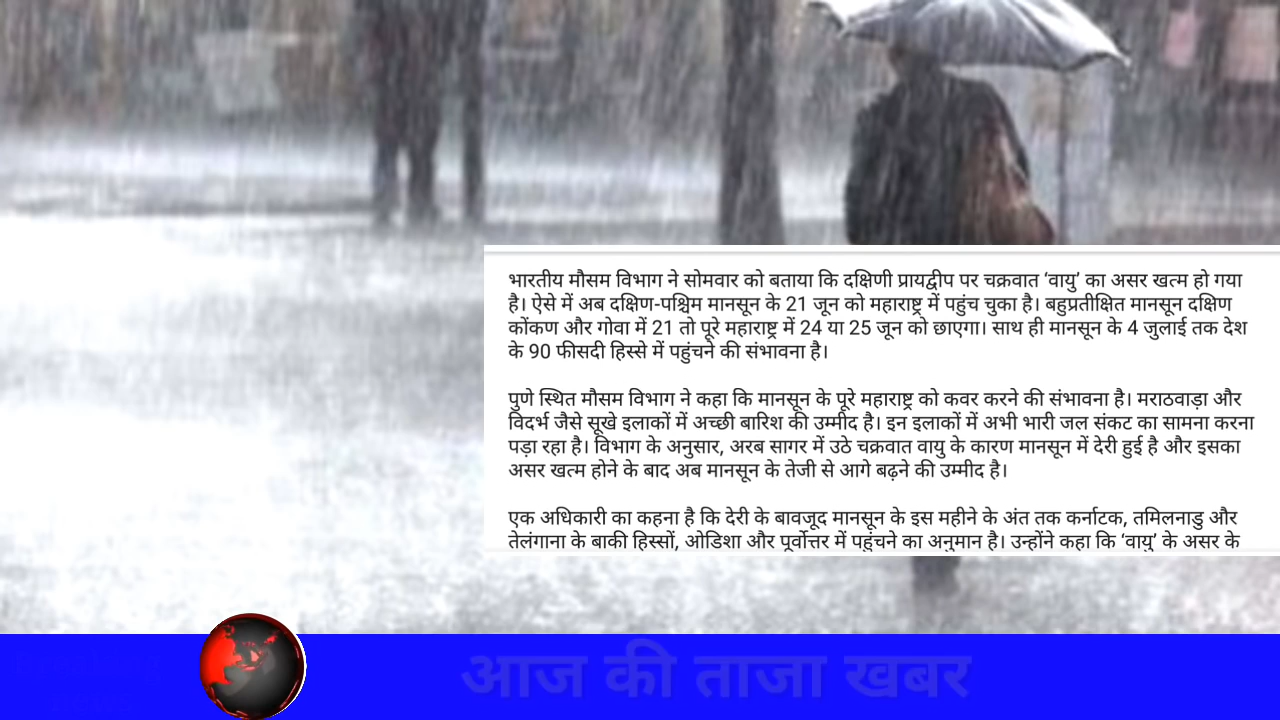 भारतीय मौसम विभाग ने सोमवार को बताया कि दक्षिणी प्रायद्वीप पर चक्रवात ‘वायु’ का असर खत्म हो गया
है। ऐसे में अब दक्षिण-पश्चिम मानसून के 21 जून को महाराष्ट्र में पहुंच चुका है। बहुप्रतीक्षित मानसून दक्षिण
कोंकण और गोवा में 21 तो पूरे महाराष्ट्र में 24 या 25 जून को छाएगा। साथ ही मानसून के 4 जुलाई तक देश
के 90 फीसदी हिस्से में पहुंचने की संभावना है।
पुणे स्थित मौसम विभाग ने कहा कि मानसून के पूरे महाराष्ट्र को कवर करने की संभावना है। मराठवाड़ा और
विदर्भ जैसे सूखे इलाकों में अच्छी बारिश की उम्मीद है। इन इलाकों में अभी भारी जल संकट का सामना करना
पड़ा रहा है। विभाग के अनुसार, अरब सागर में उठे चक्रवात वायु के कारण मानसून में देरी हुई है और इसका
असर खत्म होने के बाद अब मानसून के तेजी से आगे बढ़ने की उम्मीद है।
एक अधिकारी का कहना है कि देरी के बावजूद मानसून के इस महीने के अंत तक कर्नाटक, तमिलनाडु और
तेलंगाना के बाकी हिस्सों, ओडिशा और पूर्वोत्तर में पहुंचने का अनुमान है। उन्होंने कहा कि ‘वायु’ के असर के
आज की ताजा खबर